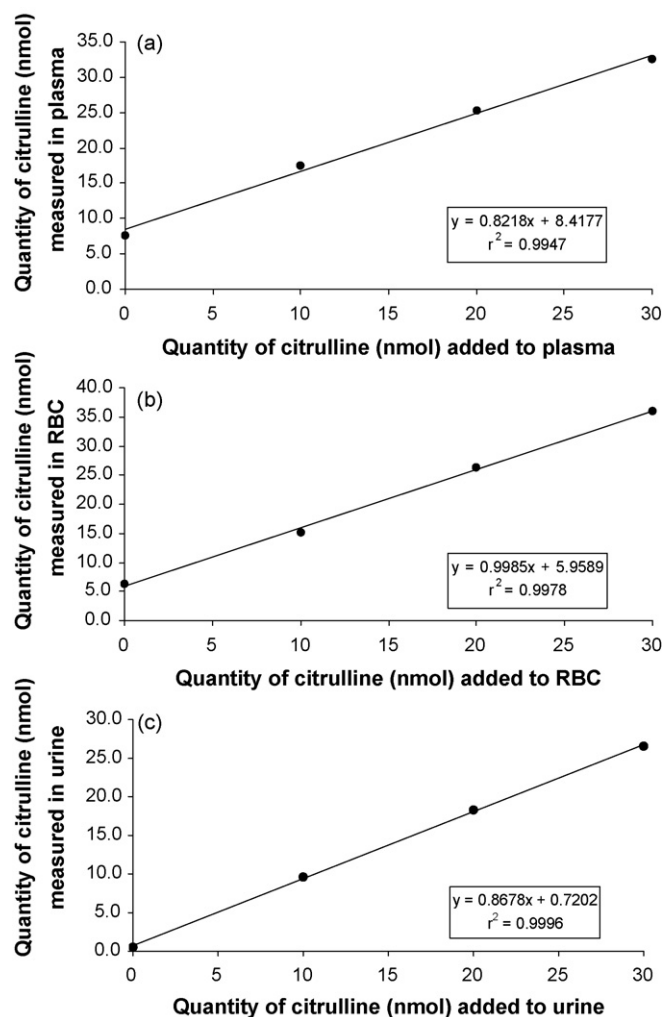 (a)
Quantity of citrulline (nmol)
measured in plasma
35.0
30.0
25.0
20.0
15.0
10.0
5.0
0.0
y = 0.8218x + 8.4177
r² = 0.9947
0 5 10 15 20 25 30
Quantity of citrulline (nmol) added to plasma
(b)
Quantity of citrulline (nmol)
measured in RBC
40.0
35.0
30.0
25.0
20.0
15.0
10.0
5.0
0.0
y = 0.9985x + 5.9589
r² = 0.9978
0 5 10 15 20 25 30
Quantity of citrulline (nmol) added to RBC
(c)
Quantity of citrulline (nmol)
measured in urine
30.0
25.0
20.0
15.0
10.0
5.0
0.0
y = 0.8678x + 0.7202
r² = 0.9996
0 5 10 15 20 25 30
Quantity of citrulline (nmol) added to urine